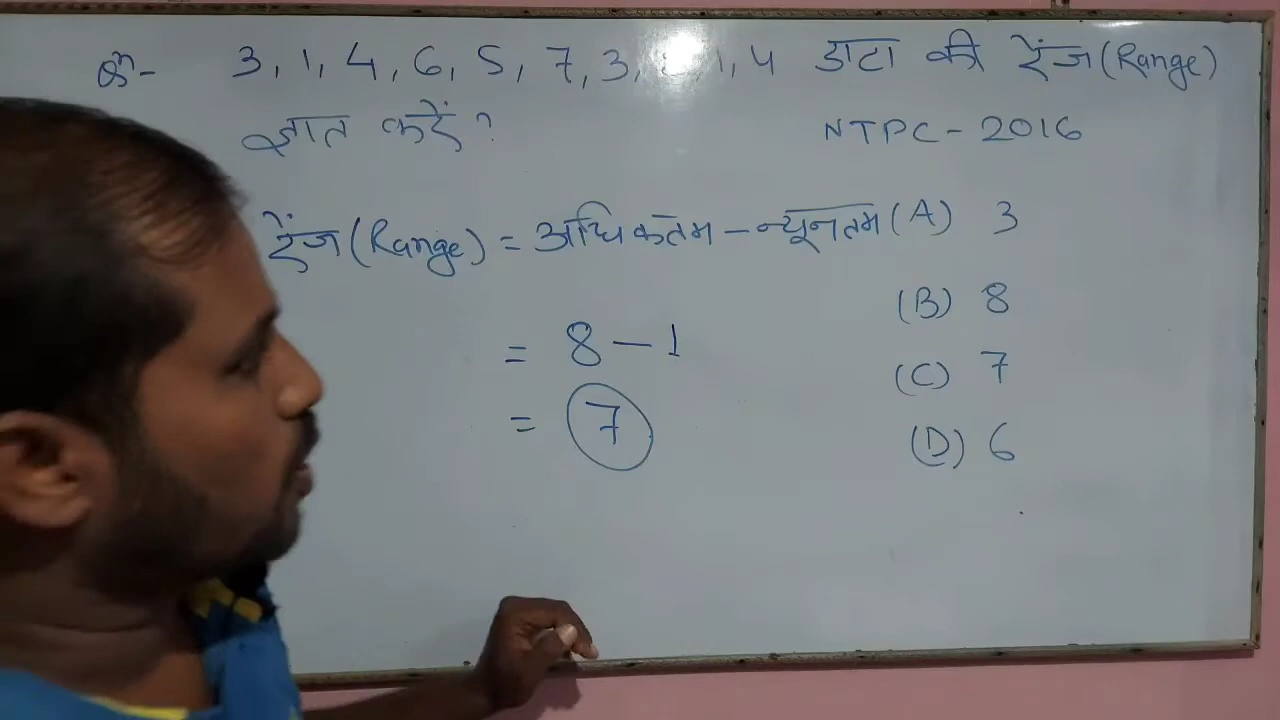 प्रश्न- 3, 1, 4, 6, 5, 7, 3, 1, 4 डाटा की रेंज (Range)
ज्ञात करें ? NTPC - 2016
रेंज (Range) = अधिकतम - न्यूनतम (A) 3
(B) 8
= 8 - 1
(C) 7
= 7
(D) 6